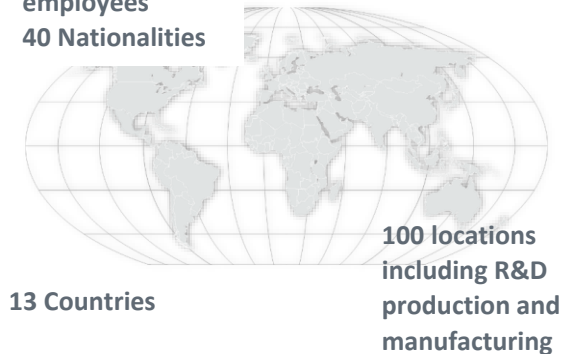 employees
40 Nationalities
100 locations
including R&D
production and
manufacturing
13 Countries